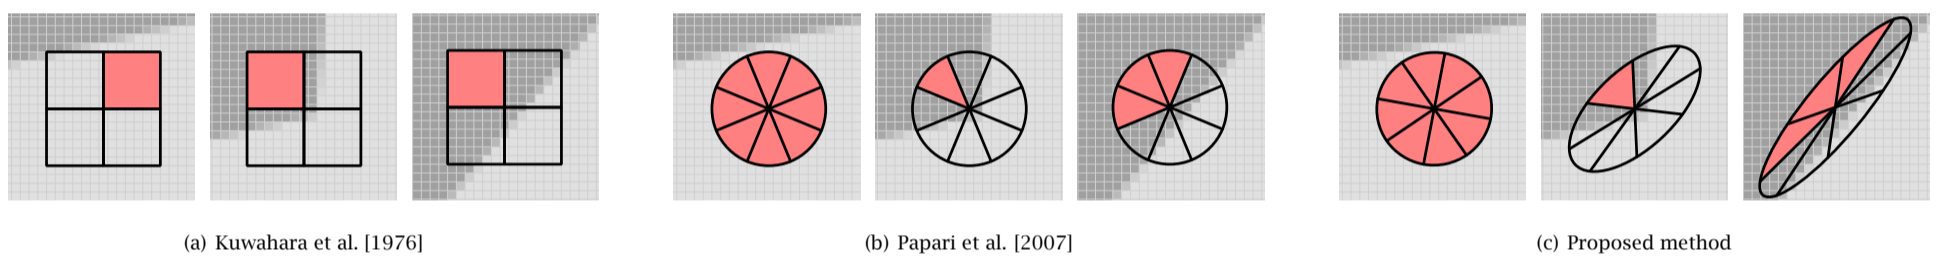 (a) Kuwahara et al. [1976]
(b) Papari et al. [2007]
(c) Proposed method